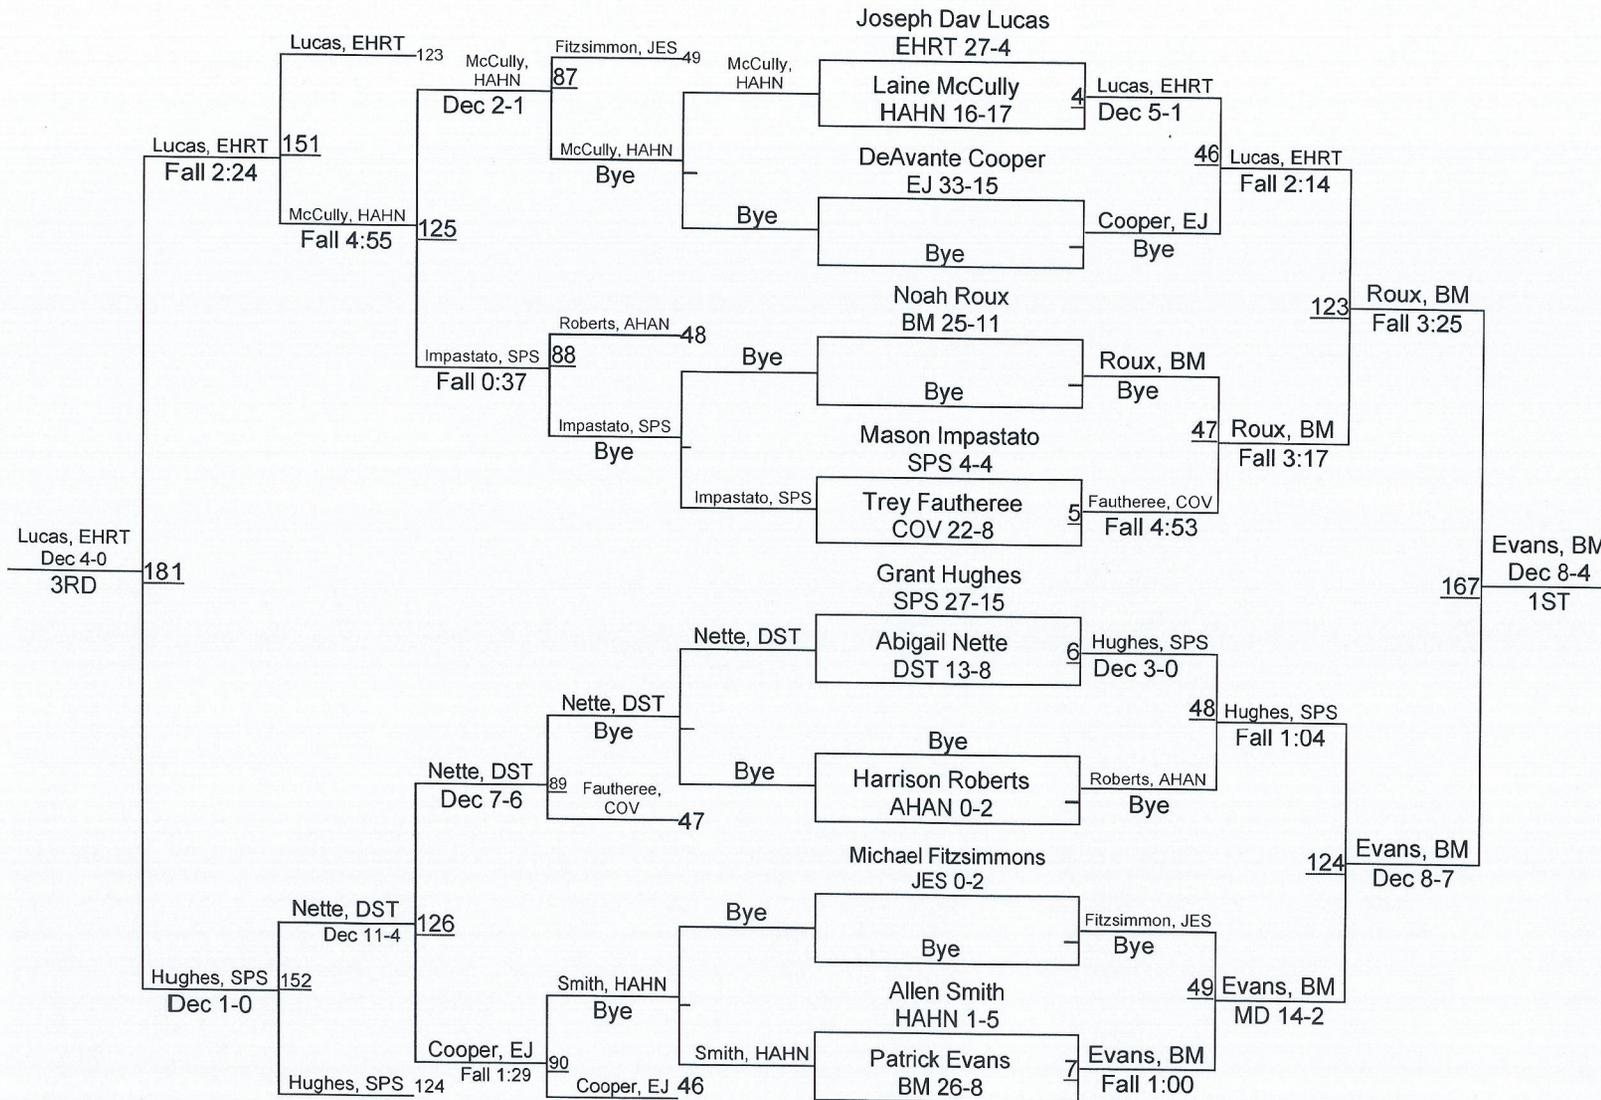 Joseph Dav Lucas
EHRT 27-4
Laine McCully
HAHN 16-17
4
DeAvante Cooper
EJ 33-15
Bye
Noah Roux
BM 25-11
Bye
Mason Impastato
SPS 4-4
Trey Fautheree
COV 22-8
5
Grant Hughes
SPS 27-15
Abigail Nette
DST 13-8
6
Bye
Harrison Roberts
AHAN 0-2
Michael Fitzsimmons
JES 0-2
Bye
Allen Smith
HAHN 1-5
Patrick Evans
BM 26-8
7
Lucas, EHRT
Dec 5-1
46
Cooper, EJ
Bye
Roux, BM
Bye
47
Fautheree, COV
Fall 4:53
Hughes, SPS
Dec 3-0
48
Roberts, AHAN
Bye
Fitzsimmon, JES
Bye
49
Evans, BM
Fall 1:00
Lucas, EHRT
Fall 2:14
123
Roux, BM
Fall 3:17
Hughes, SPS
Fall 1:04
124
Evans, BM
MD 14-2
Roux, BM
Fall 3:25
167
Evans, BM
Dec 8-7
Evans, BM
Dec 8-4
1ST
McCully,
HAHN
Bye
Bye
Impastato, SPS
Nette, DST
Bye
Bye
Smith, HAHN
Fitzsimmon, JES
49
87
McCully, HAHN
Bye
Roberts, AHAN
48
88
Impastato, SPS
Bye
Nette, DST
Bye
89
Fautheree,
COV
47
Smith, HAHN
Bye
90
Cooper, EJ 46
McCully,
HAHN
Dec 2-1
125
Impastato, SPS
Fall 0:37
Nette, DST
Dec 7-6
126
Cooper, EJ
Fall 1:29
Lucas, EHRT
123
151
McCully, HAHN
Fall 4:55
Nette, DST
Dec 11-4
152
Hughes, SPS 124
Lucas, EHRT
Fall 2:24
181
Hughes, SPS
Dec 1-0
Lucas, EHRT
Dec 4-0
3RD